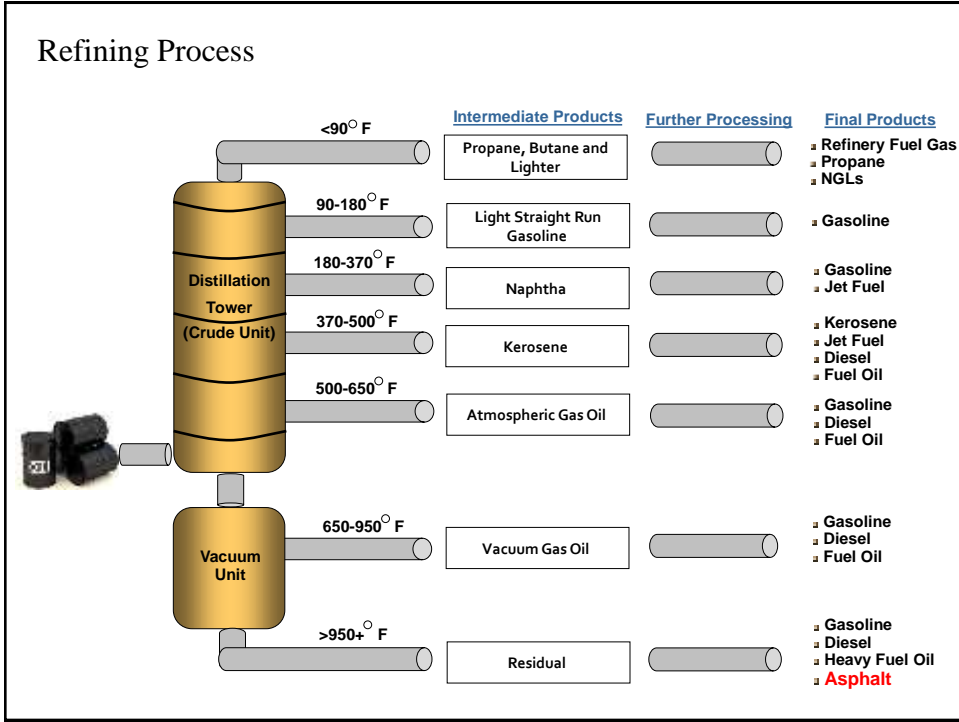 Refining Process
Intermediate Products
Further Processing
Final Products
<90○ F
Propane, Butane and
Lighter
Refinery Fuel Gas
Propane
NGLs
90-180○ F
Light Straight Run
Gasoline
Gasoline
180-370○ F
Naphtha
Gasoline
Jet Fuel
Distillation
Tower
(Crude Unit)
370-500○ F
Kerosene
Kerosene
Jet Fuel
Diesel
Fuel Oil
500-650○ F
Atmospheric Gas Oil
Gasoline
Diesel
Fuel Oil
650-950○ F
Vacuum
Unit
Vacuum Gas Oil
Gasoline
Diesel
Fuel Oil
>950+○ F
Residual
Gasoline
Diesel
Heavy Fuel Oil
Asphalt